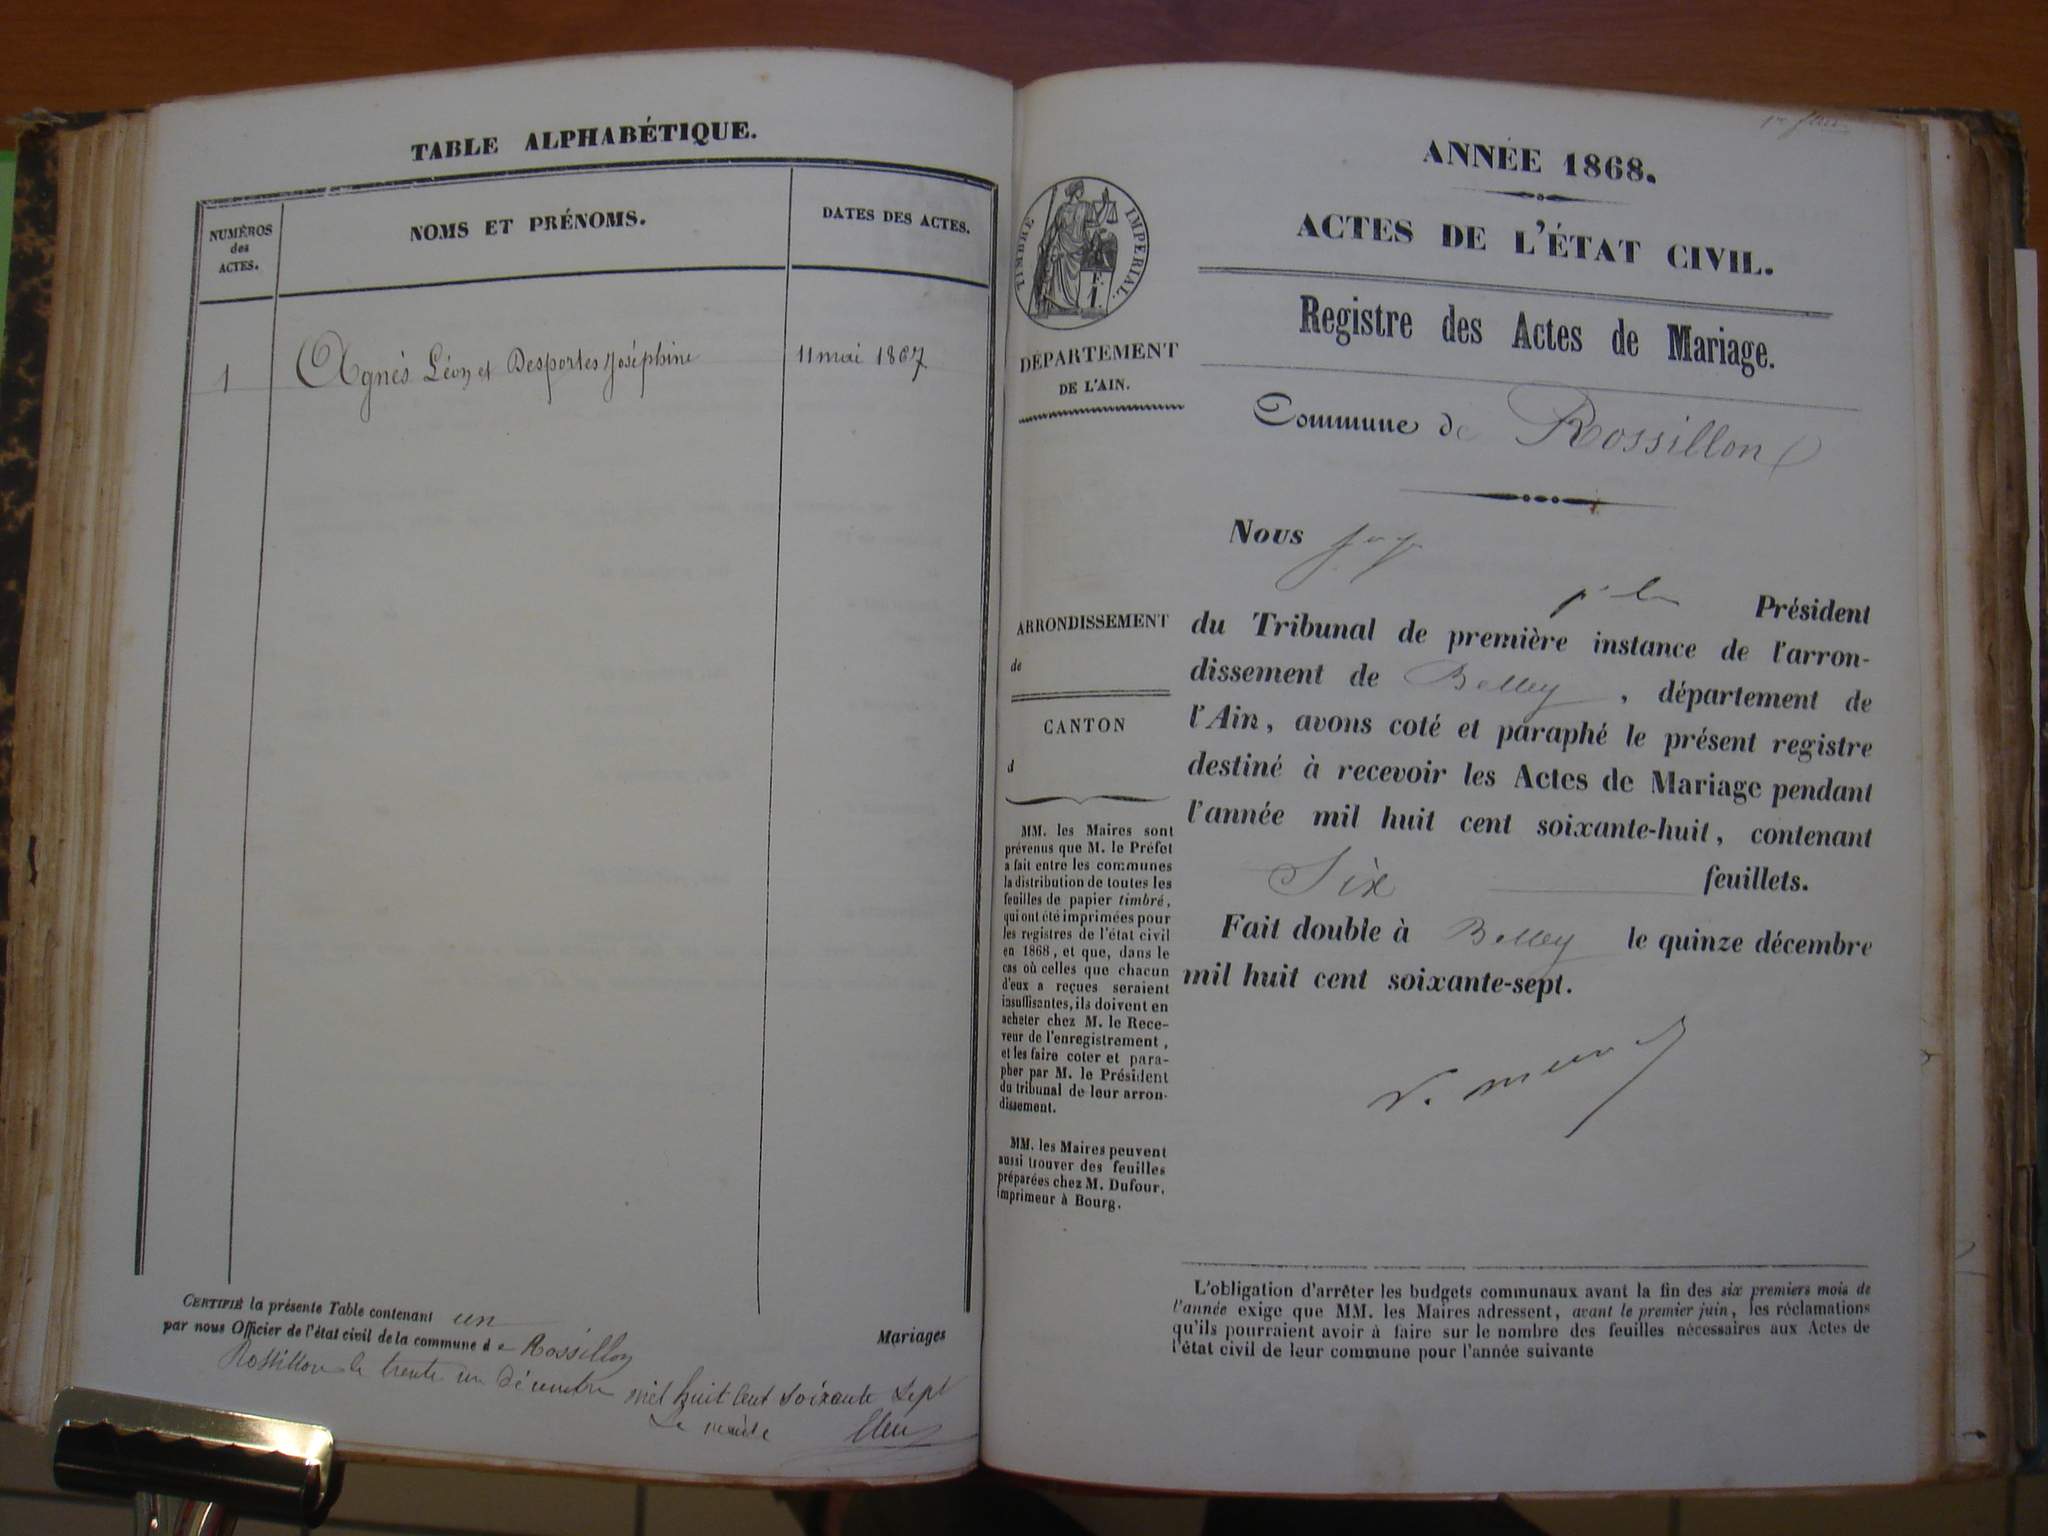 TABLE ALPHABÉTIQUE.
NUMÉROS
des
ACTES.
NOMS ET PRÉNOMS.
DATES DES ACTES.
1
Agnès Léon et Desportes Joséphine
11 mai 1867
CERTIFIÉ la présente Table contenant un
Mariages
par nous Officier de l'état civil de la commune de Rossillon
Rossillon le trente un décembre mil huit cent soixante sept
Le maire
ANNÉE 1868.
ACTES DE L'ÉTAT CIVIL.
Registre des Actes de Mariage.
TIMBRE IMPÉRIAL.
F.
1.
DÉPARTEMENT
DE L'AIN.
Commune de Rossillon
ARRONDISSEMENT
de
CANTON
d
MM. les Maires sont
prévenus que M. le Préfet
a fait entre les communes
la distribution de toutes les
feuilles de papier timbré,
qui ont été imprimées pour
les registres de l'état civil
en 1868, et que, dans le
cas où celles que chacun
d'eux a reçues seraient
insuffisantes, ils doivent en
acheter chez M. le Rece-
veur de l'enregistrement,
et les faire coter et para-
pher par M. le Président
du tribunal de leur arron-
dissement.
MM. les Maires peuvent
aussi trouver des feuilles
préparées chez M. Dufour,
imprimeur à Bourg.
Nous
Président
du Tribunal de première instance de l'arron-
dissement de Belley, département de
l'Ain, avons coté et paraphé le présent registre
destiné à recevoir les Actes de Mariage pendant
l'année mil huit cent soixante-huit, contenant
Six feuillets.
Fait double à Belley le quinze décembre
mil huit cent soixante-sept.
L'obligation d'arrêter les budgets communaux avant la fin des six premiers mois de
l'année exige que MM. les Maires adressent, avant le premier juin, les réclamations
qu'ils pourraient avoir à faire sur le nombre des feuilles nécessaires aux Actes de
l'état civil de leur commune pour l'année suivante